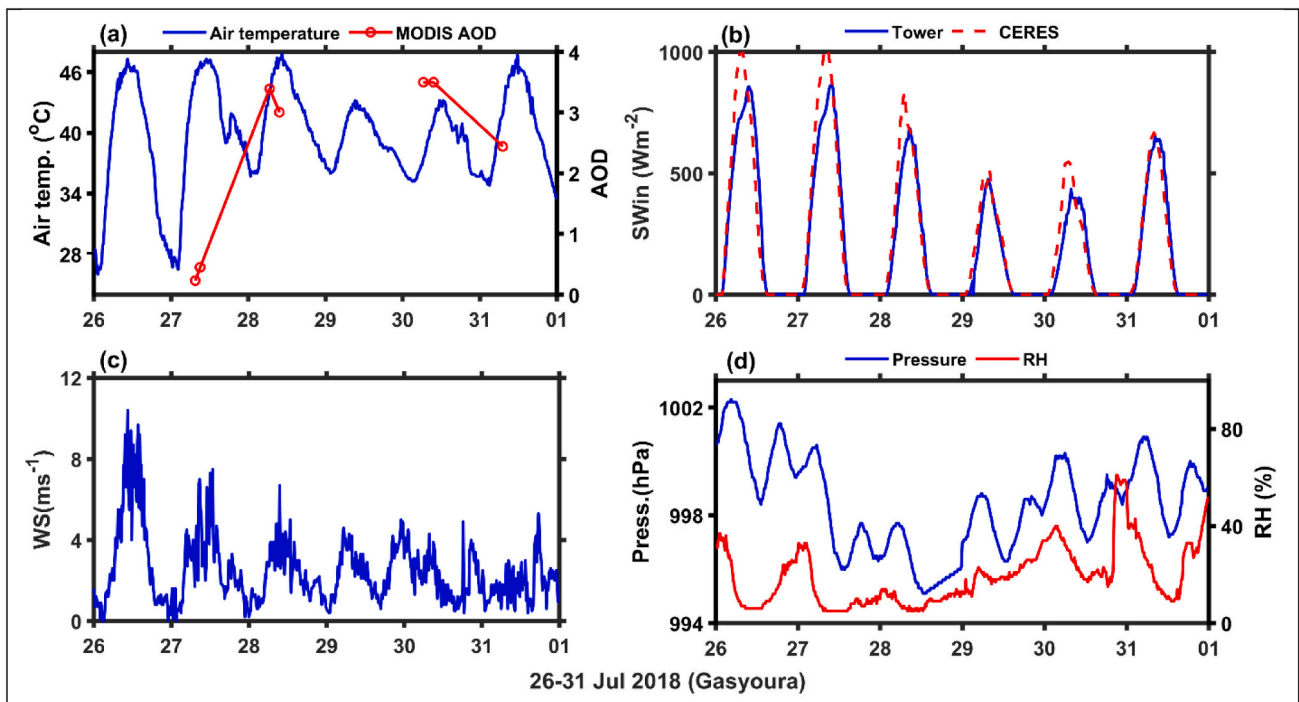 (a) Air temperature MODIS AOD
46 40 34 28
Air temp. (°C)
4 3 2 1 0
AOD
26 27 28 29 30 31 01
(b) Tower CERES
1000 500 0
SWin (Wm-2)
26 27 28 29 30 31 01
(c)
12 8 4 0
WS(ms-1)
26 27 28 29 30 31 01
(d) Pressure RH
1002 998 994
Press.(hPa)
80 40 0
RH (%)
26 27 28 29 30 31 01
26-31 Jul 2018 (Gasyoura)